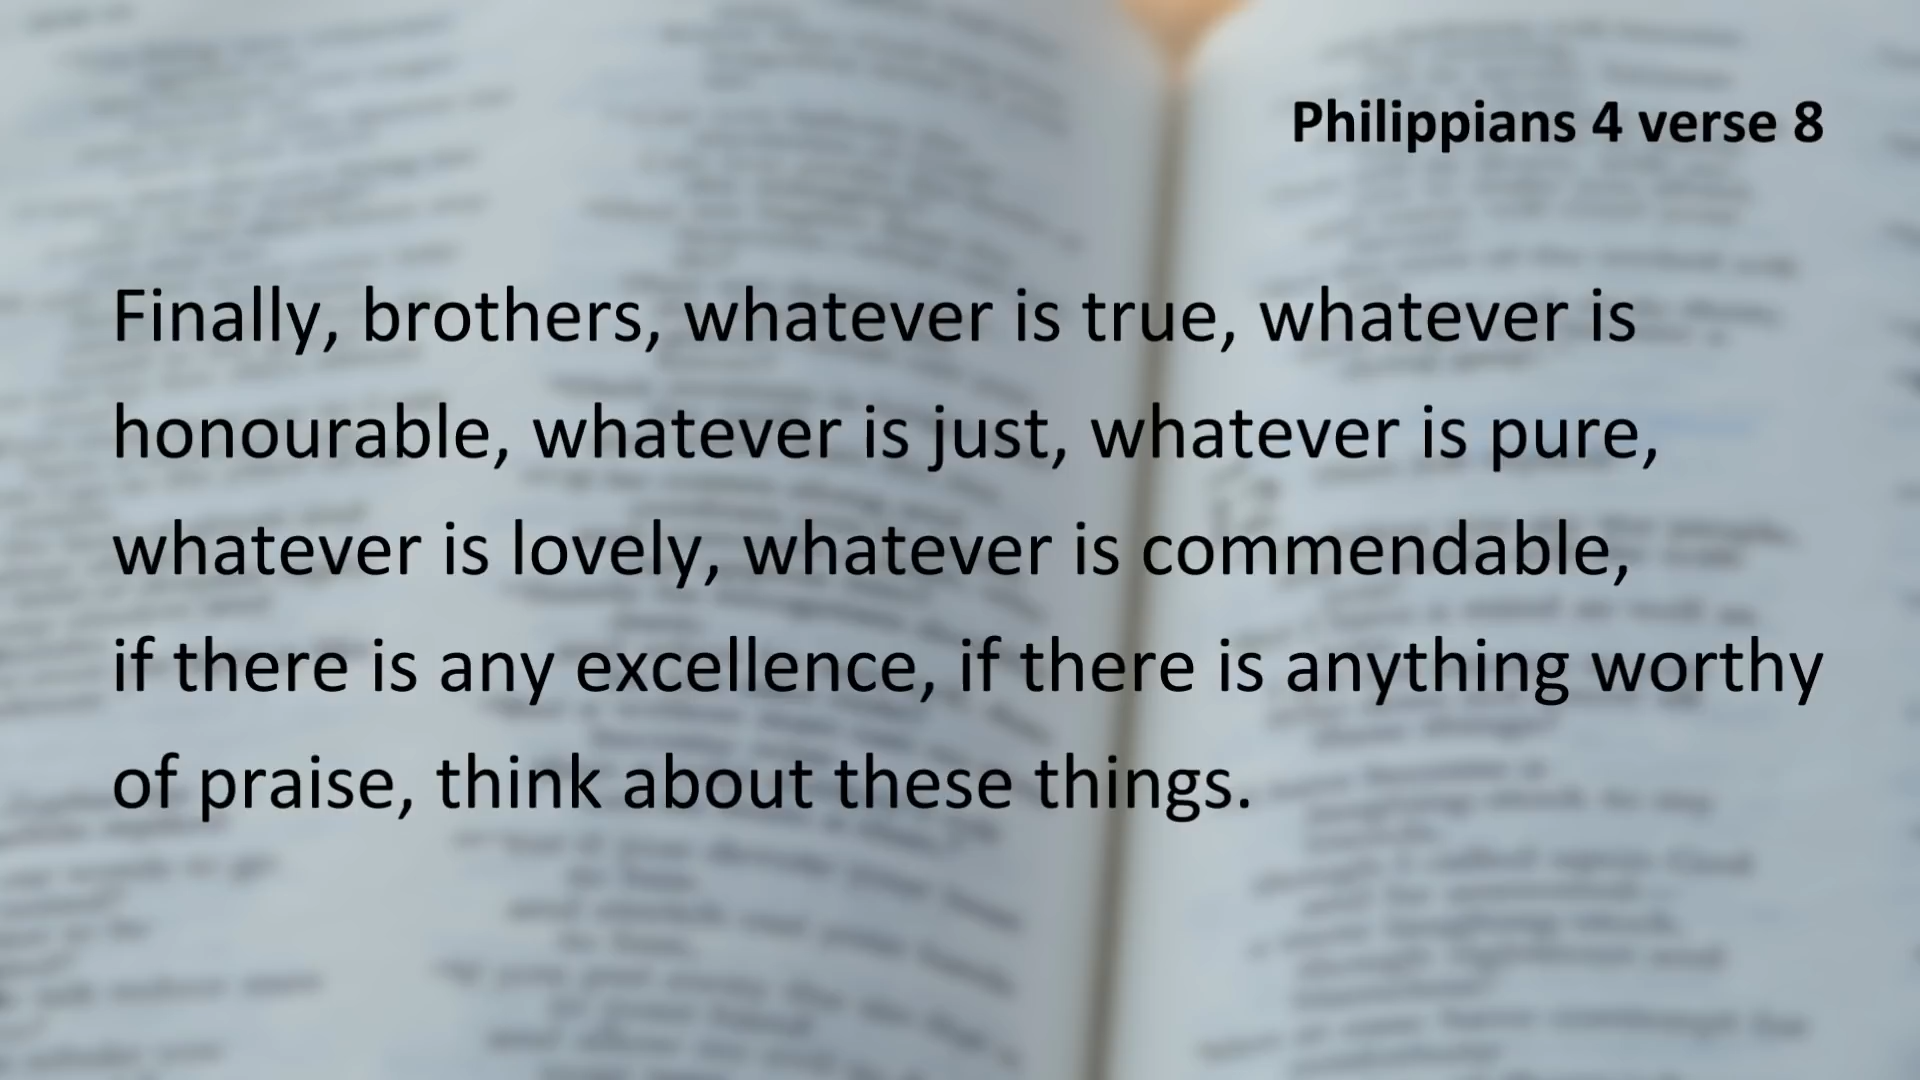 Philippians 4 verse 8
Finally, brothers, whatever is true, whatever is
honourable, whatever is just, whatever is pure,
whatever is lovely, whatever is commendable,
if there is any excellence, if there is anything worthy
of praise, think about these things.